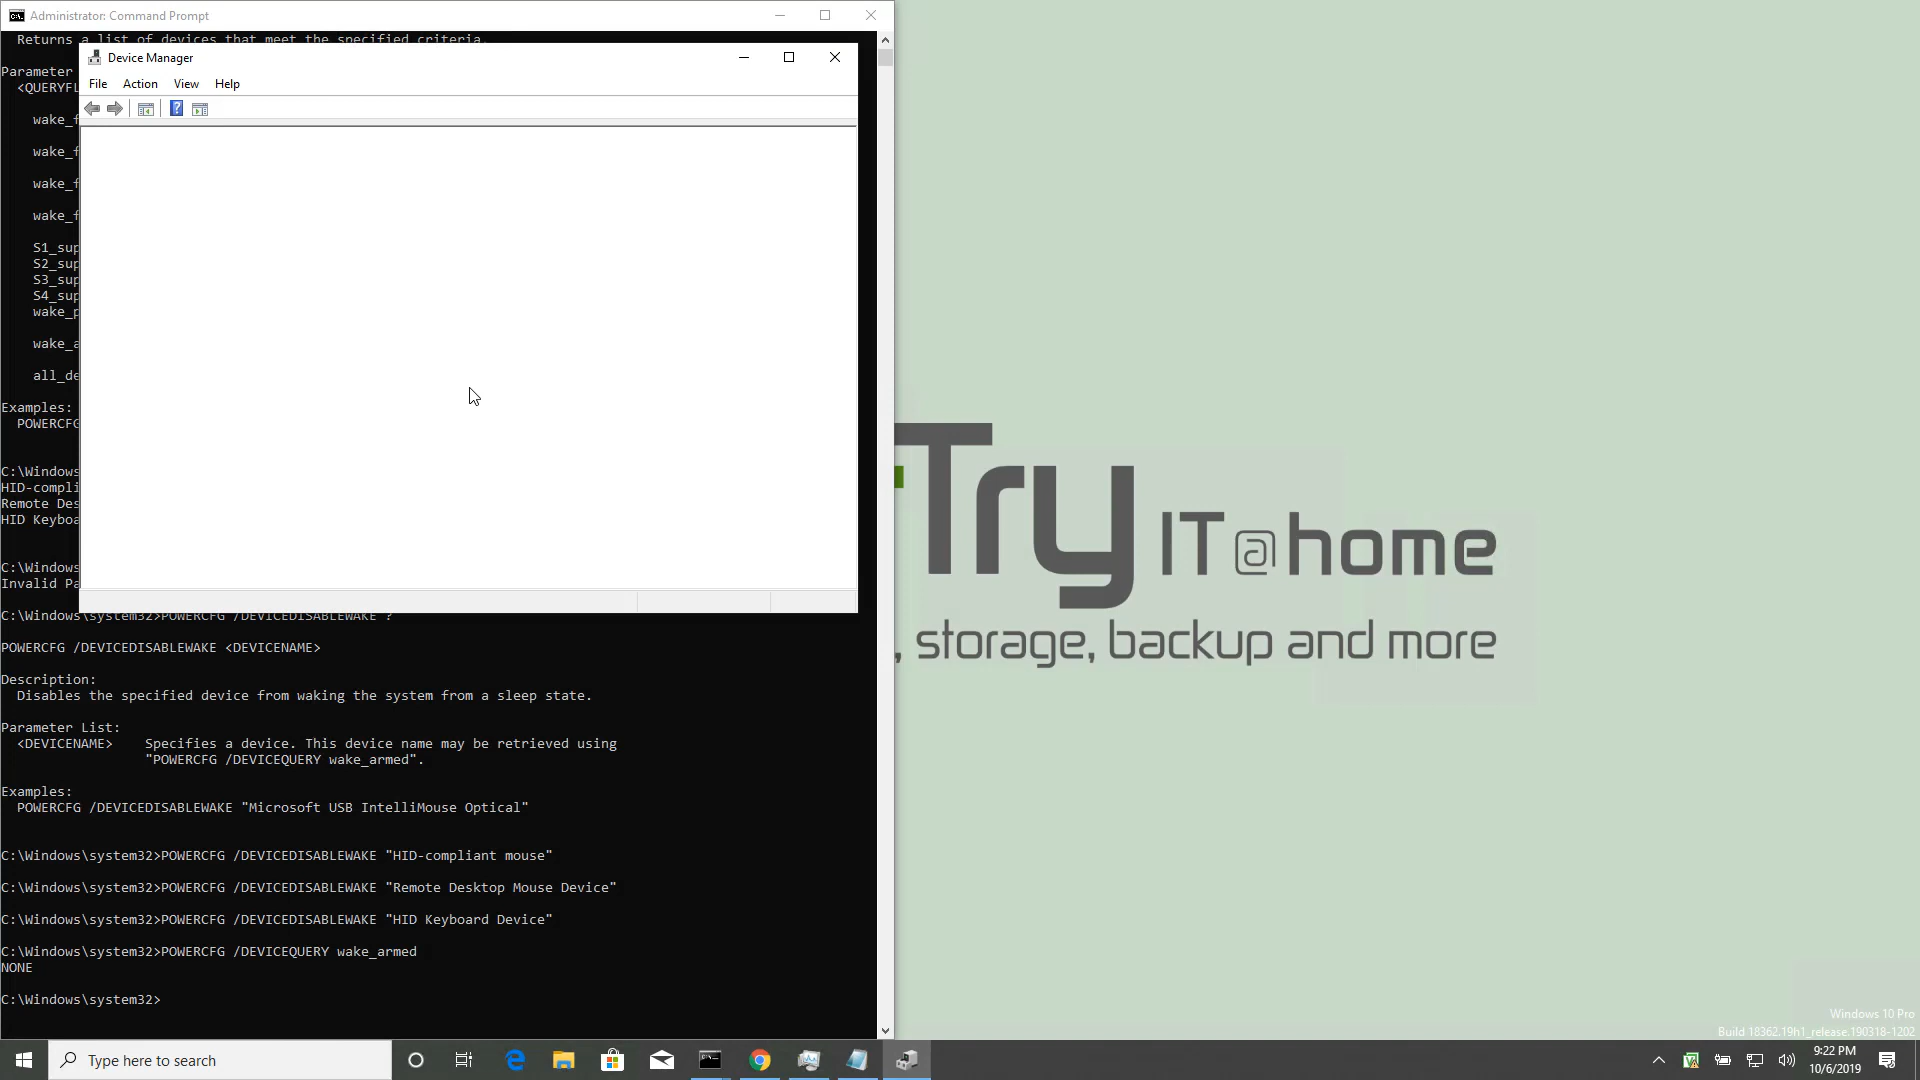 Administrator: Command Prompt
Returns a list of devices that meet the specified criteria.
Device Manager
File Action View Help
Parameter
<QUERYFL
wake_f
wake_f
wake_f
wake_f
S1_sup
S2_sup
S3_sup
S4_sup
wake_p
wake_a
all_de
Examples:
POWERCFG
C:\Windows
HID-compli
Remote Des
HID Keyboa
C:\Windows
Invalid Pa
C:\Windows\system32>POWERCFG /DEVICEDISABLEWAKE ?
POWERCFG /DEVICEDISABLEWAKE <DEVICENAME>
Description:
Disables the specified device from waking the system from a sleep state.
Parameter List:
<DEVICENAME> Specifies a device. This device name may be retrieved using
"POWERCFG /DEVICEQUERY wake_armed".
Examples:
POWERCFG /DEVICEDISABLEWAKE "Microsoft USB IntelliMouse Optical"
C:\Windows\system32>POWERCFG /DEVICEDISABLEWAKE "HID-compliant mouse"
C:\Windows\system32>POWERCFG /DEVICEDISABLEWAKE "Remote Desktop Mouse Device"
C:\Windows\system32>POWERCFG /DEVICEDISABLEWAKE "HID Keyboard Device"
C:\Windows\system32>POWERCFG /DEVICEQUERY wake_armed
NONE
C:\Windows\system32>
Try IT@home
, storage, backup and more
Windows 10 Pro
Build 18362.19h1_release.190318-1202
Type here to search
9:22 PM
10/6/2019